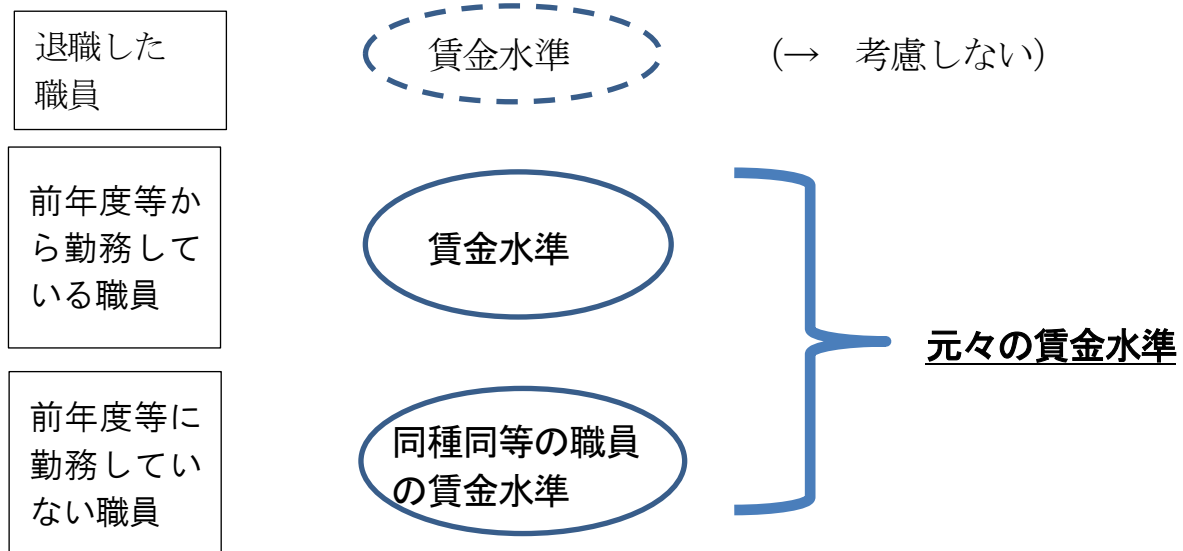 退職した
職員
賃金水準
(→　考慮しない)
前年度等か
ら勤務して
いる職員
賃金水準
元々の賃金水準
前年度等に
勤務してい
ない職員
同種同等の職員
の賃金水準